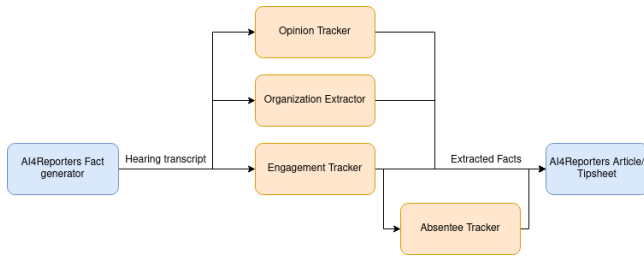 Opinion Tracker
Organization Extractor
AI4Reporters Fact
generator
Hearing transcript
Engagement Tracker
Extracted Facts
AI4Reporters Article/
Tipsheet
Absentee Tracker